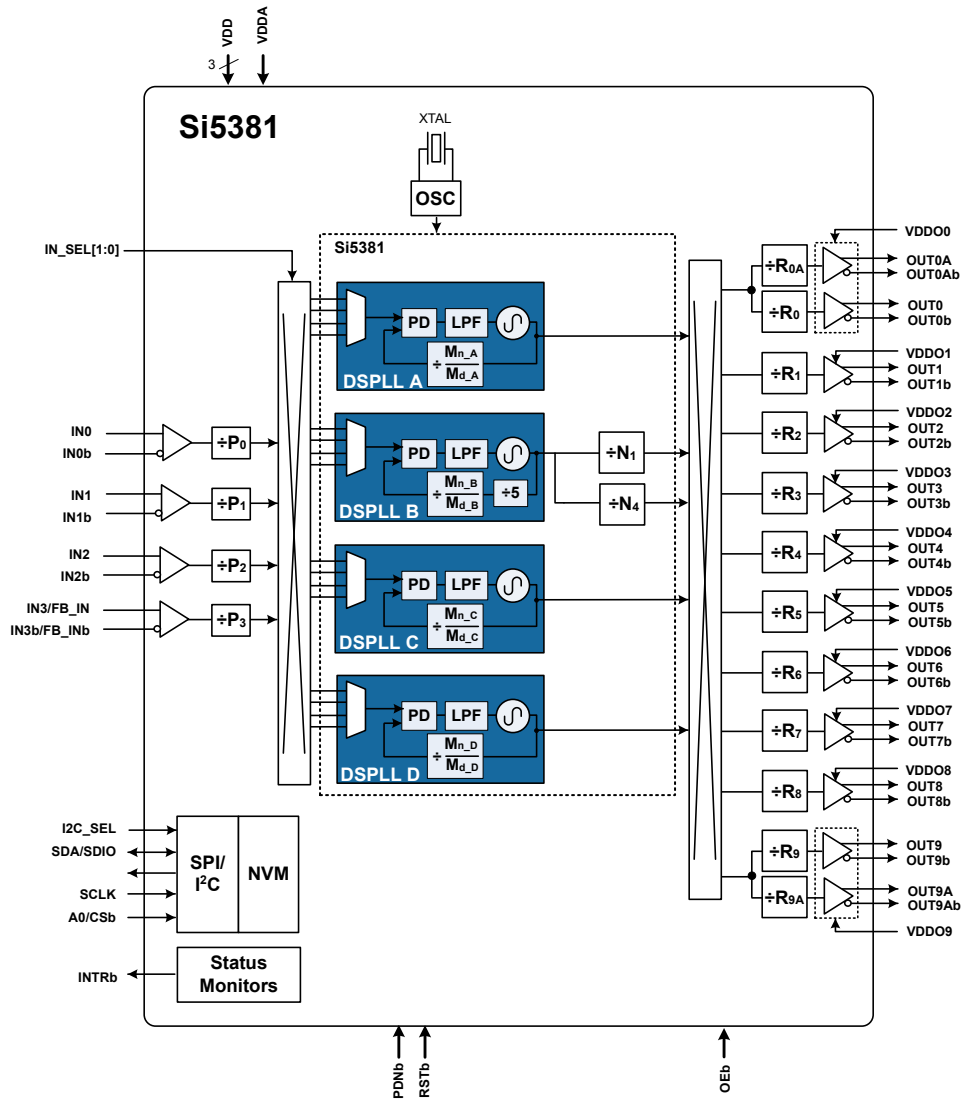 VDD
VDDA
3
Si5381
XTAL
OSC
IN_SEL[1:0]
Si5381
PD
LPF
÷
Mn_A
Md_A
DSPLL A
IN0
IN0b
÷P0
IN1
IN1b
÷P1
IN2
IN2b
÷P2
IN3/FB_IN
IN3b/FB_INb
÷P3
PD
LPF
÷
Mn_B
Md_B
÷5
DSPLL B
÷N1
÷N4
PD
LPF
÷
Mn_C
Md_C
DSPLL C
PD
LPF
÷
Mn_D
Md_D
DSPLL D
÷R0A
VDDO0
OUT0A
OUT0Ab
÷R0
OUT0
OUT0b
÷R1
VDDO1
OUT1
OUT1b
÷R2
VDDO2
OUT2
OUT2b
÷R3
VDDO3
OUT3
OUT3b
÷R4
VDDO4
OUT4
OUT4b
÷R5
VDDO5
OUT5
OUT5b
÷R6
VDDO6
OUT6
OUT6b
÷R7
VDDO7
OUT7
OUT7b
÷R8
VDDO8
OUT8
OUT8b
÷R9
OUT9
OUT9b
÷R9A
OUT9A
OUT9Ab
VDDO9
I2C_SEL
SDA/SDIO
SCLK
A0/CSb
SPI/
I²C
NVM
INTRb
Status
Monitors
PDNb
RSTb
OEb